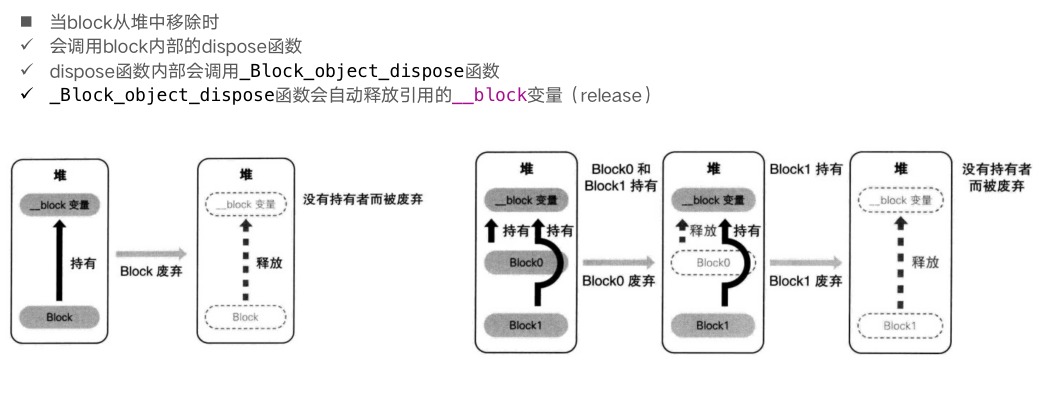 ■ 当block从堆中移除时
✓ 会调用block内部的dispose函数
✓ dispose函数内部会调用_Block_object_dispose函数
✓ _Block_object_dispose函数会自动释放引用的__block变量（release）
堆
__block 变量
持有
Block
Block 废弃
堆
__block 变量
释放
Block
没有持有者而被废弃
堆
__block 变量
持有
持有
Block0
Block1
Block0 和
Block1 持有
Block0 废弃
堆
__block 变量
释放
持有
Block0
Block1
Block1 持有
Block1 废弃
堆
__block 变量
释放
Block1
没有持有者
而被废弃